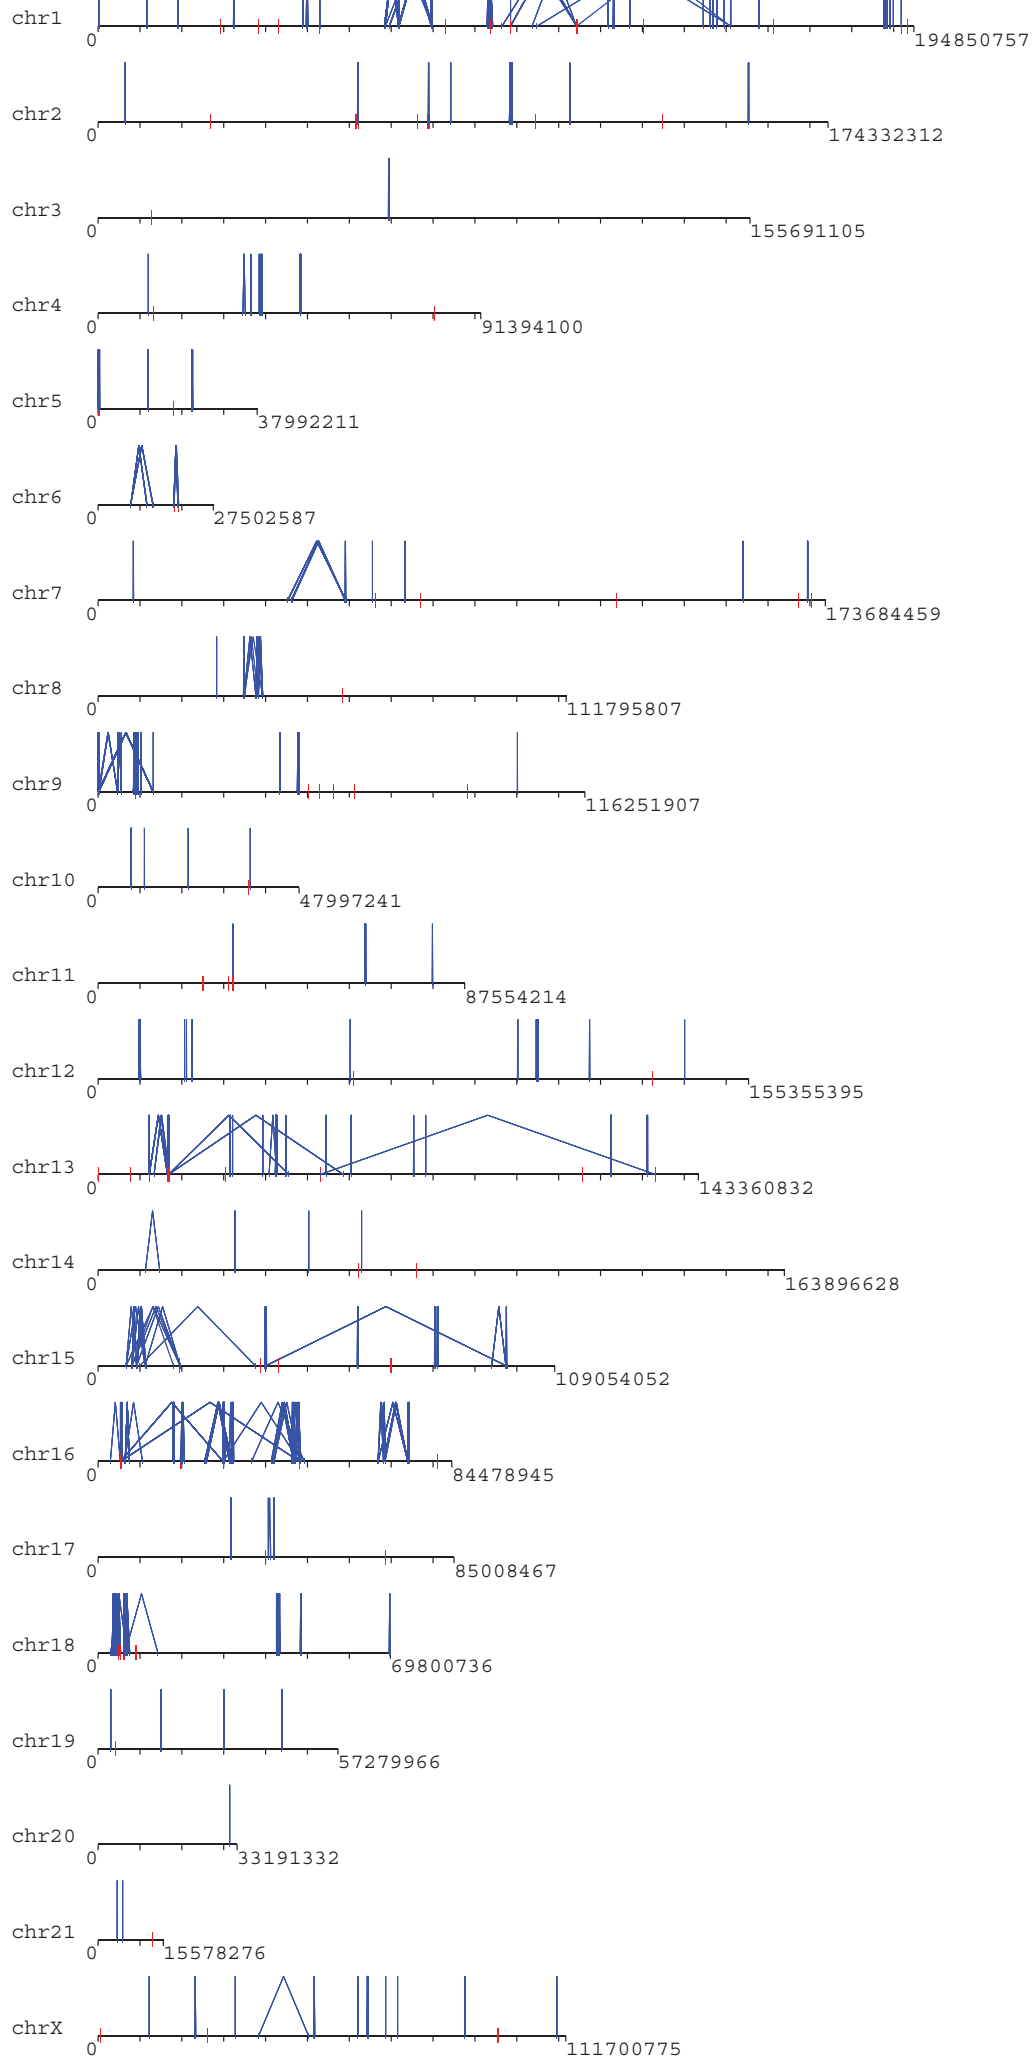 chr1
0 194850757
chr2
0 174332312
chr3
0 155691105
chr4
0 91394100
chr5
0 37992211
chr6
0 27502587
chr7
0 173684459
chr8
0 111795807
chr9
0 116251907
chr10
0 47997241
chr11
0 87554214
chr12
0 155355395
chr13
0 143360832
chr14
0 163896628
chr15
0 109054052
chr16
0 84478945
chr17
0 85008467
chr18
0 69800736
chr19
0 57279966
chr20
0 33191332
chr21
0 15578276
chrX
0 111700775